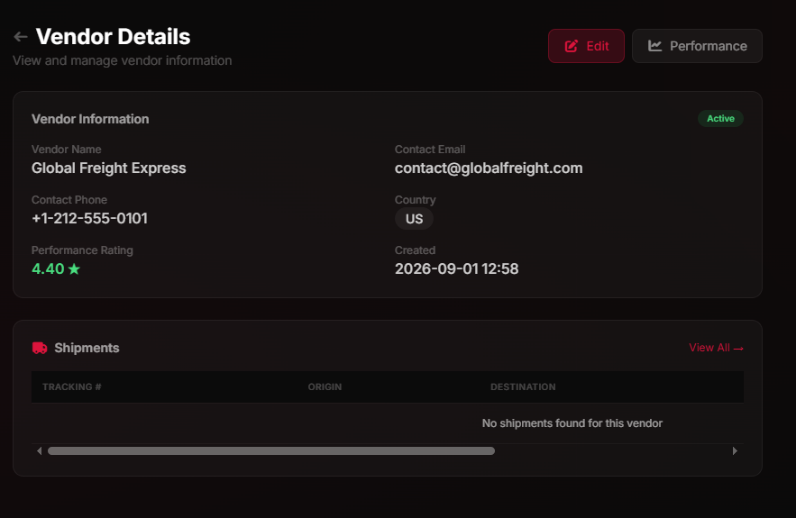 ← Vendor Details
View and manage vendor information
Edit
Performance
Vendor Information
Active
Vendor Name
Global Freight Express
Contact Email
contact@globalfreight.com
Contact Phone
+1-212-555-0101
Country
US
Performance Rating
4.40 ★
Created
2026-09-01 12:58
Shipments
View All →
TRACKING # ORIGIN DESTINATION
No shipments found for this vendor